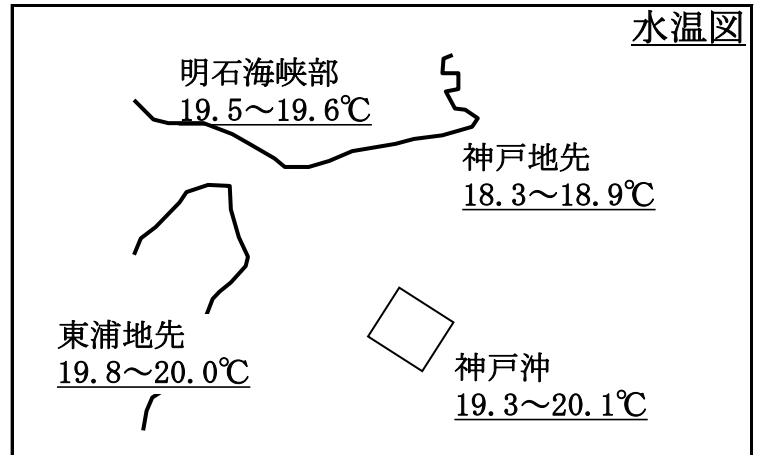 水温図
明石海峡部
19.5～19.6℃
神戸地先
18.3～18.9℃
東浦地先
19.8～20.0℃
神戸沖
19.3～20.1℃